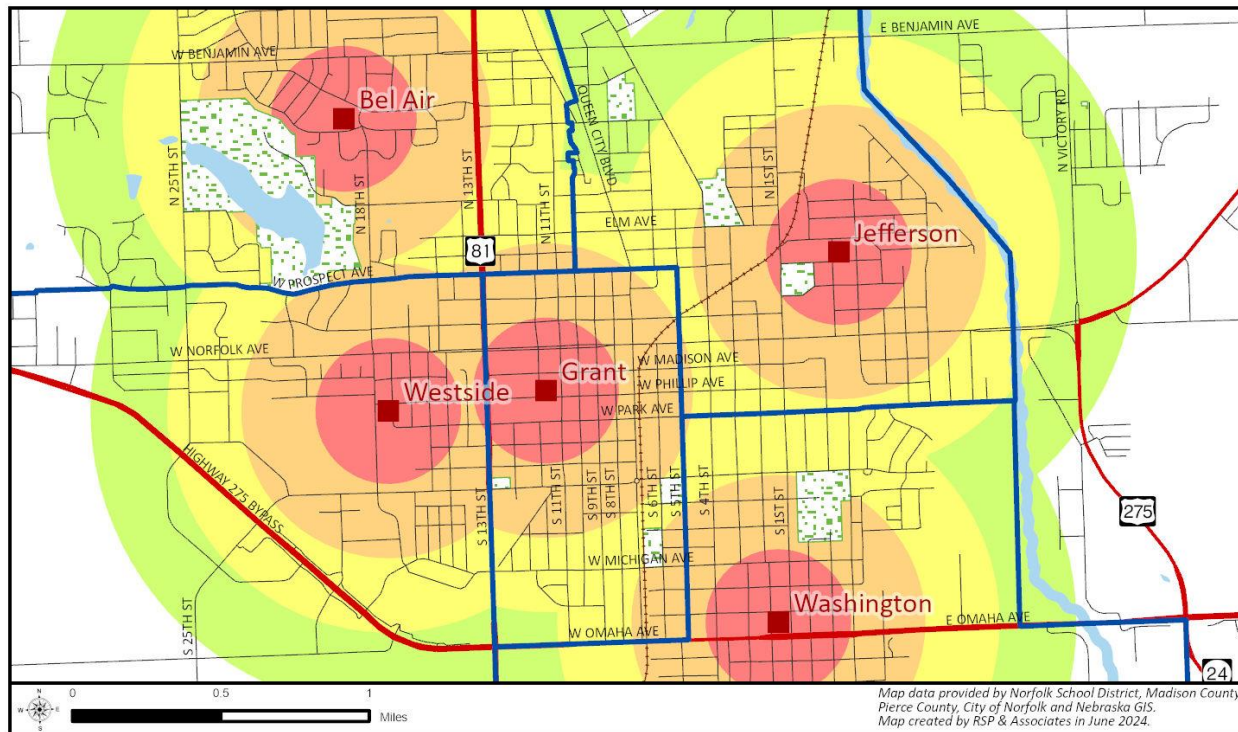 E BENJAMIN AVE
W BENJAMIN AVE
Bel Air
QUEEN CITY BLVD
N VICTORY RD
N 25TH ST
N 18TH ST
N 13TH ST
N 11TH ST
N 1ST ST
ELM AVE
Jefferson
81
W PROSPECT AVE
W NORFOLK AVE
W MADISON AVE
Grant
W PHILLIP AVE
Westside
W PARK AVE
HIGHWAY 275 BYPASS
S 13TH ST
S 11TH ST
S 9TH ST
S 8TH ST
S 6TH ST
S 5TH ST
S 4TH ST
S 1ST ST
275
W MICHIGAN AVE
Washington
S 25TH ST
W OMAHA AVE
E OMAHA AVE
24
N
W E
S
0 0.5 1
Miles
Map data provided by Norfolk School District, Madison County,
Pierce County, City of Norfolk and Nebraska GIS.
Map created by RSP & Associates in June 2024.